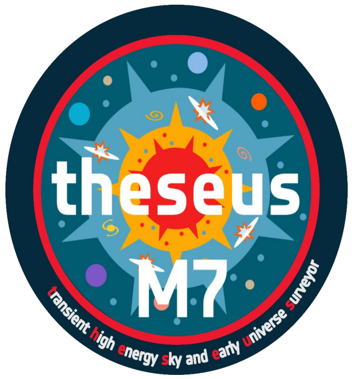 theseus
M7
transient high energy sky and early universe surveyor